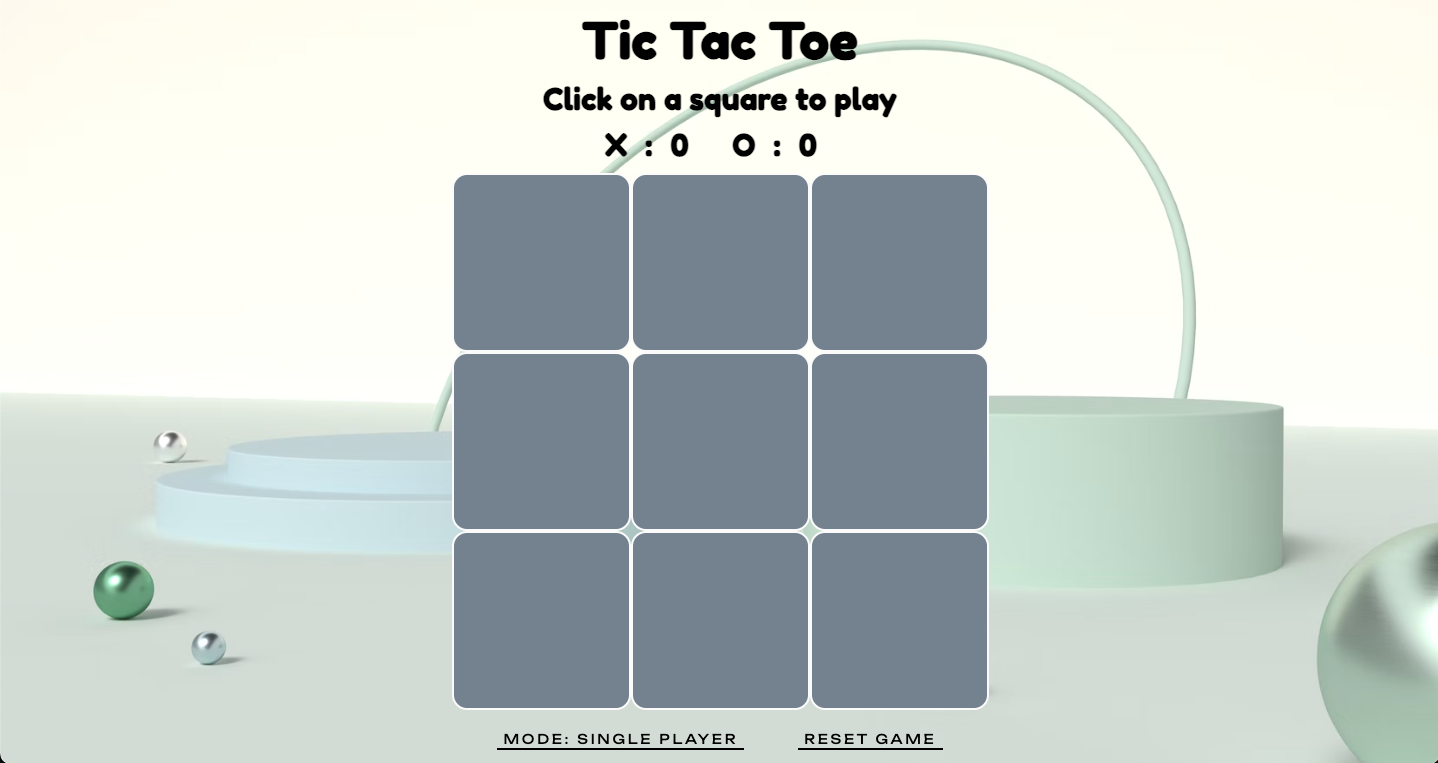 Tic Tac Toe
Click on a square to play
X : 0 O : 0
MODE: SINGLE PLAYER RESET GAME